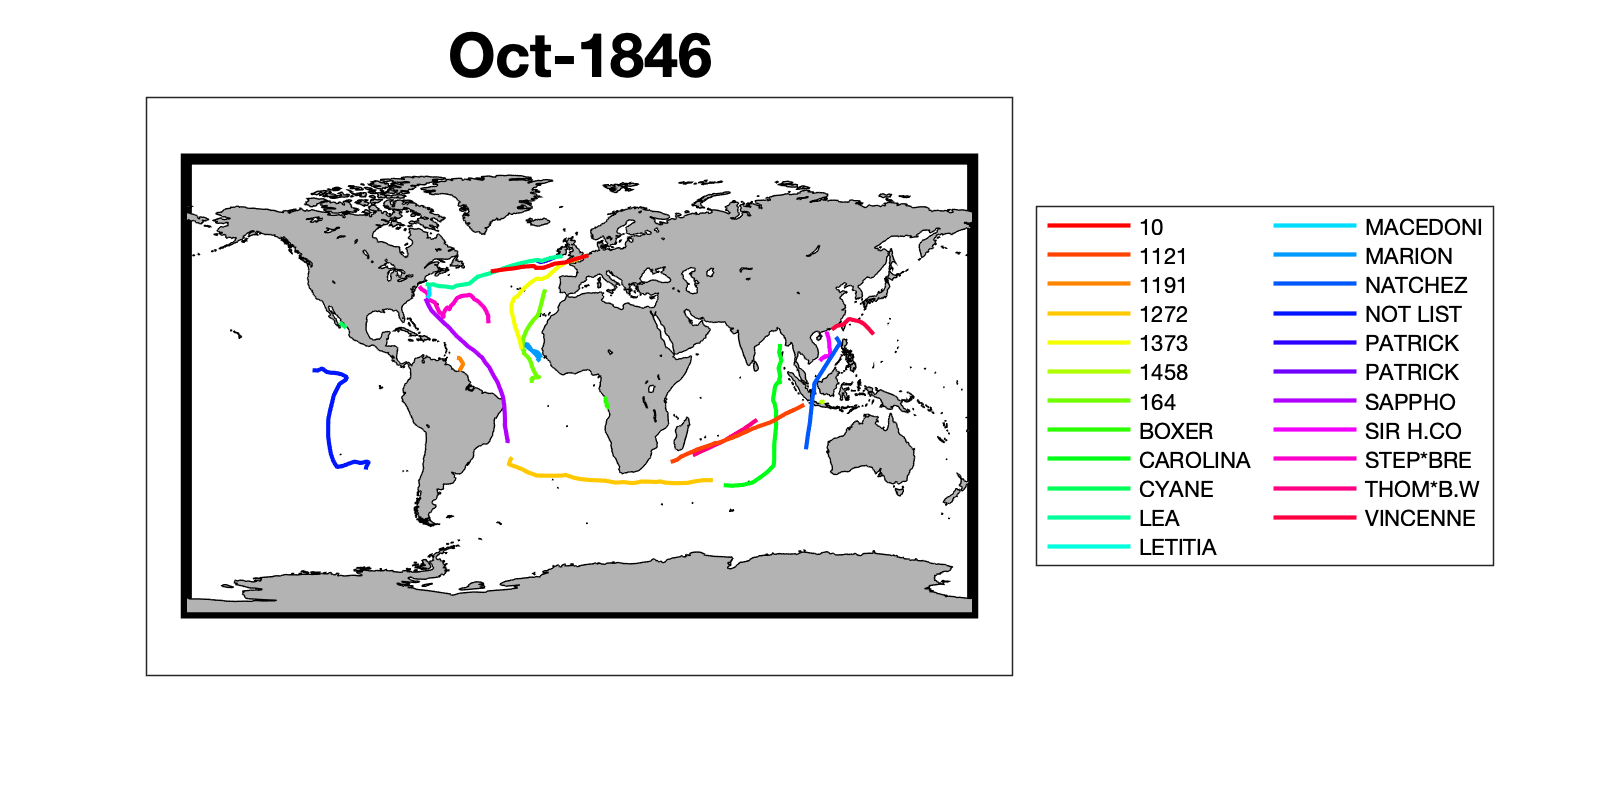 Oct-1846
10
1121
1191
1272
1373
1458
164
BOXER
CAROLINA
CYANE
LEA
LETITIA
MACEDONI
MARION
NATCHEZ
NOT LIST
PATRICK
PATRICK
SAPPHO
SIR H.CO
STEP*BRE
THOM*B.W
VINCENNE